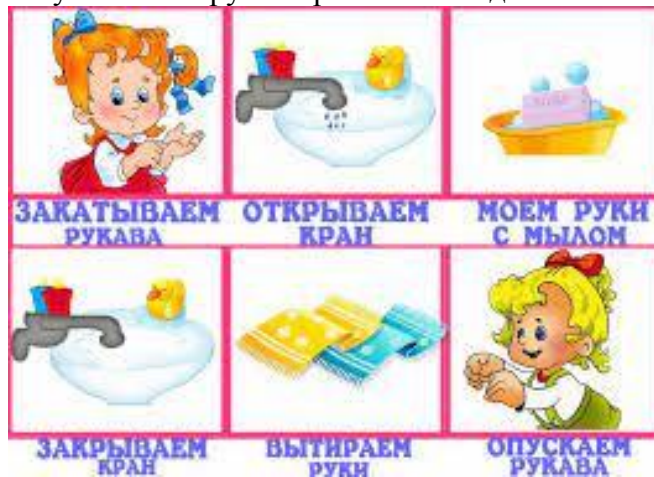 ЗАКАТЫВАЕМ
РУКАВА
ОТКРЫВАЕМ
КРАН
МОЕМ РУКИ
С МЫЛОМ
ЗАКРЫВАЕМ
КРАН
ВЫТИРАЕМ
РУКИ
ОПУСКАЕМ
РУКАВА